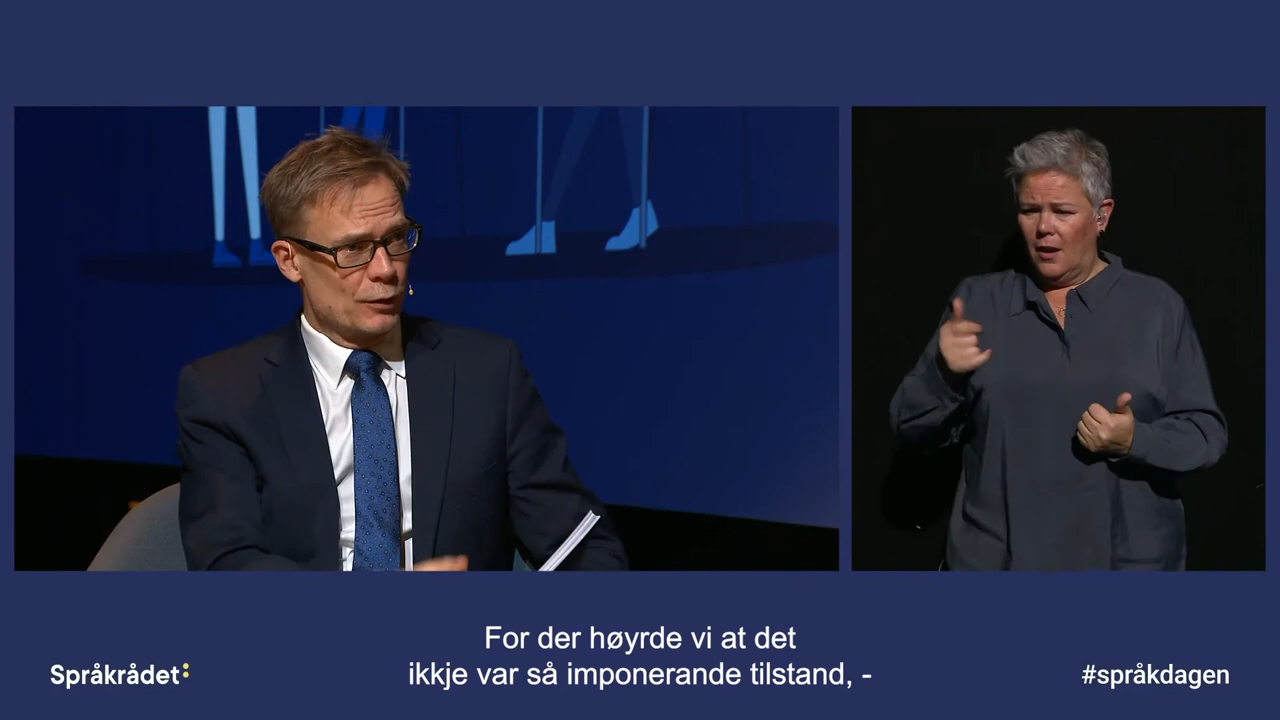 For der høyrde vi at det
ikkje var så imponerande tilstand, -
Språkrådet:
#språkdagen